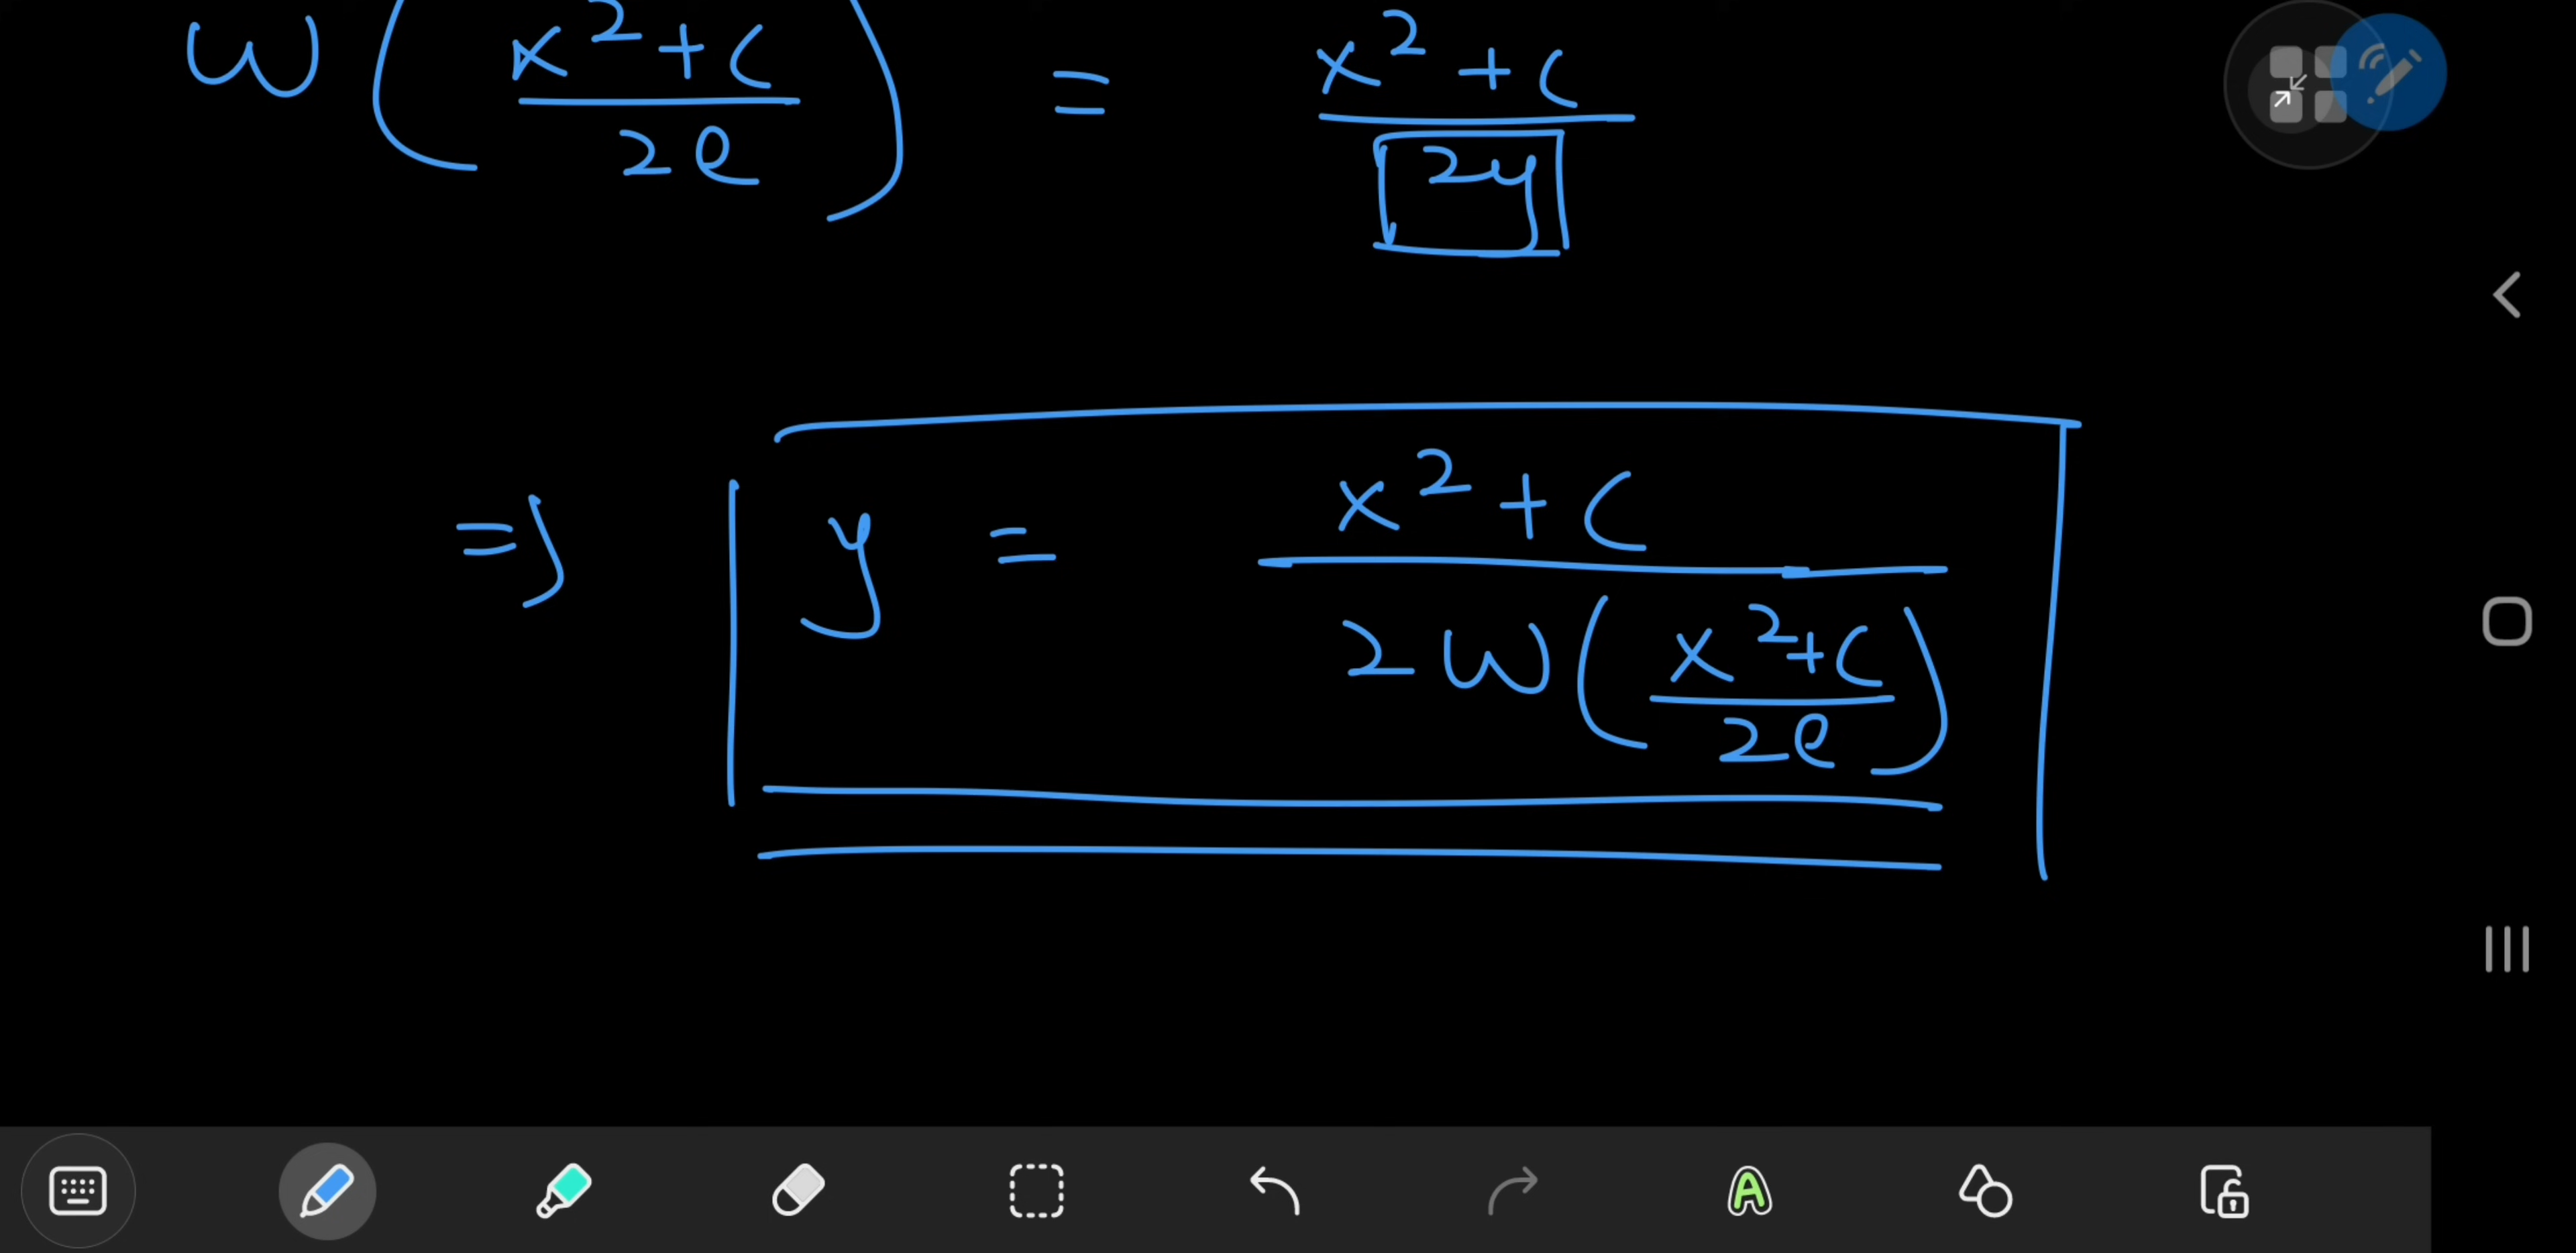 W( x²+c / 2e ) = x²+c / 2y
=> y = x²+c / 2W( x²+c / 2e )
A